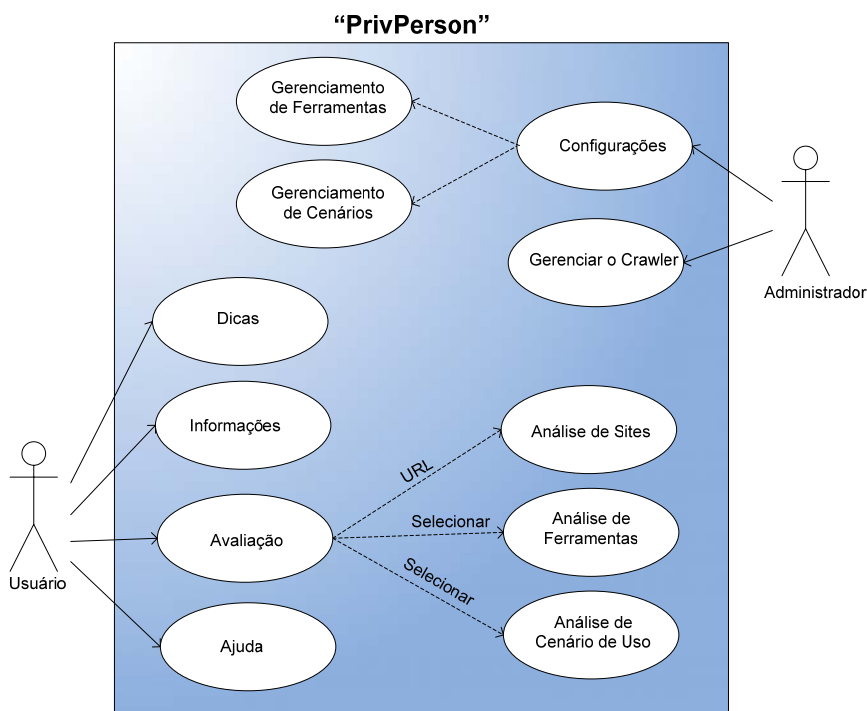 “PrivPerson”
Gerenciamento
de Ferramentas
Configurações
Gerenciamento
de Cenários
Gerenciar o Crawler
Administrador
Dicas
Informações
Análise de Sites
URL
Avaliação
Selecionar
Análise de
Ferramentas
Selecionar
Usuário
Ajuda
Análise de
Cenário de Uso